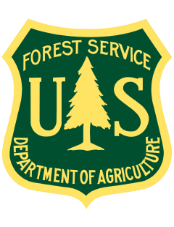 FOREST SERVICE
U S
DEPARTMENT OF AGRICULTURE